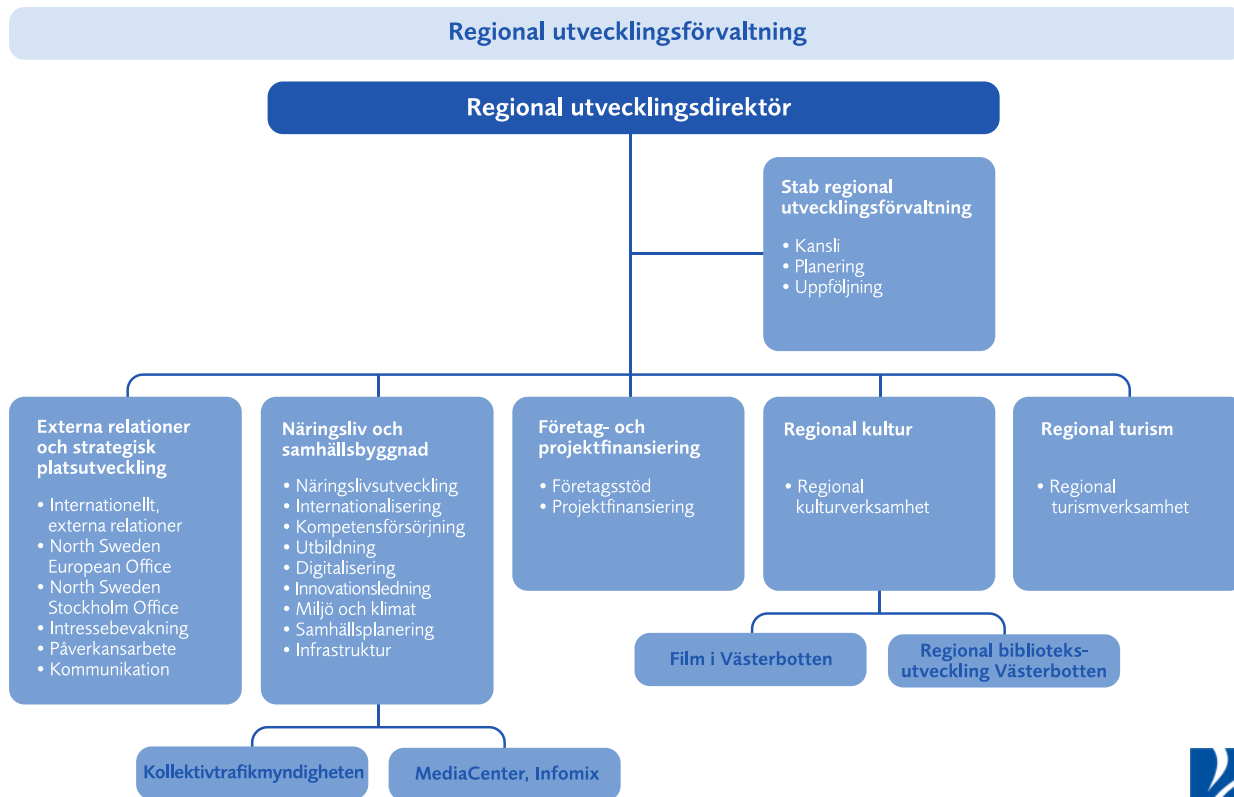 Regional utvecklingsförvaltning
Regional utvecklingsdirektör
Stab regional
utvecklingsförvaltning
• Kansli
• Planering
• Uppföljning
Externa relationer
och strategisk
platsutveckling
• Internationellt,
externa relationer
• North Sweden
European Office
• North Sweden
Stockholm Office
• Intressebevakning
• Påverkansarbete
• Kommunikation
Näringsliv och
samhällsbyggnad
• Näringslivsutveckling
• Internationalisering
• Kompetensförsörjning
• Utbildning
• Digitalisering
• Innovationsledning
• Miljö och klimat
• Samhällsplanering
• Infrastruktur
Företag- och
projektfinansiering
• Företagsstöd
• Projektfinansiering
Regional kultur
• Regional
kulturverksamhet
Regional turism
• Regional
turismverksamhet
Film i Västerbotten
Regional biblioteks-
utveckling Västerbotten
Kollektivtrafikmyndigheten
MediaCenter, Infomix